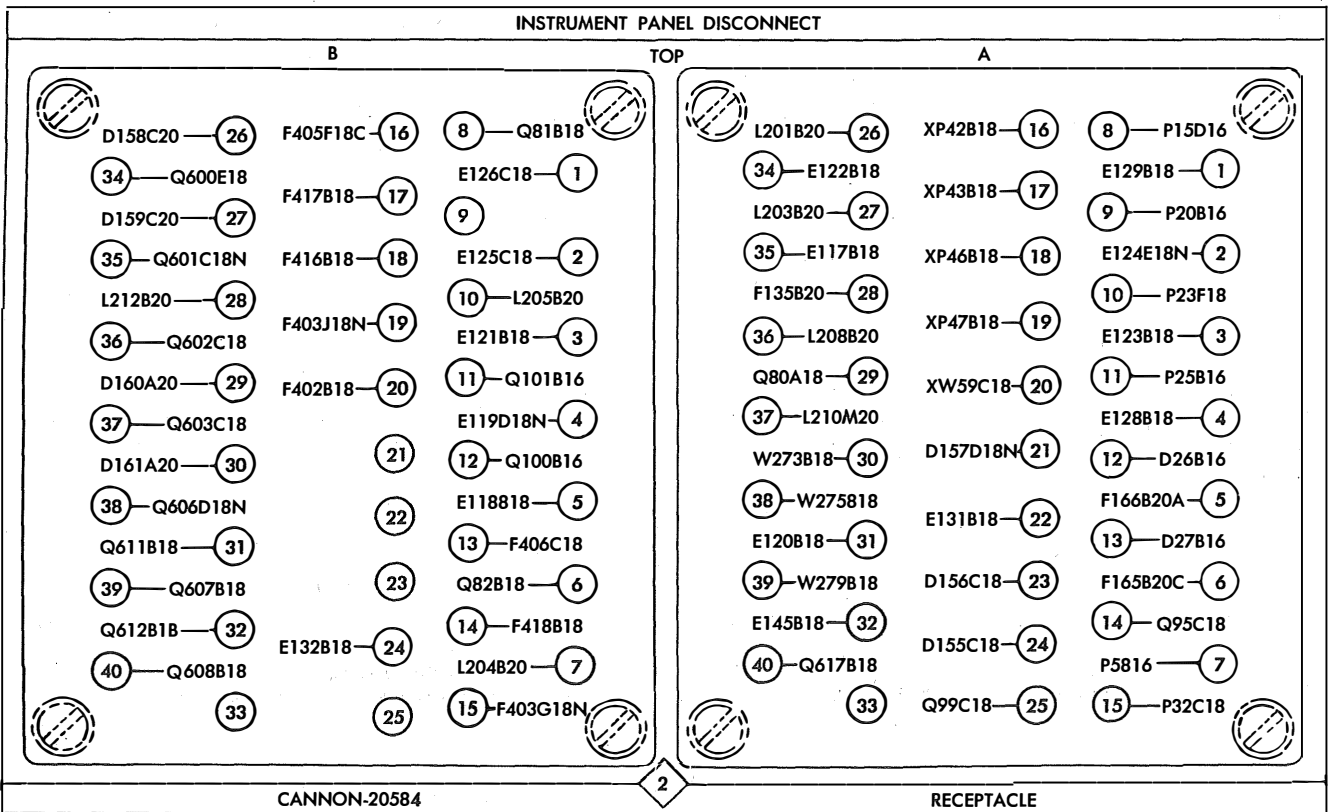 INSTRUMENT PANEL DISCONNECT
B TOP A
D158C20 26 F405F18C 16 8 Q81B18
34 Q600E18 E126C18 1
D159C20 27 F417B18 17 9
35 Q601C18N F416B18 18 E125C18 2
L212B20 28 10 L205B20
36 Q602C18 F403J18N 19 E121B18 3
D160A20 29 F402B18 20 11 Q101B16
37 Q603C18 E119D18N 4
D161A20 30 21 12 Q100B16
38 Q606D18N 22 E118818 5
Q611B18 31 13 F406C18
39 Q607B18 23 Q82B18 6
Q612B1B 32 E132B18 24 14 F418B18
40 Q608B18 L204B20 7
33 25 15 F403G18N
L201B20 26 XP42B18 16 8 P15D16
34 E122B18 E129B18 1
L203B20 27 XP43B18 17 9 P20B16
35 E117B18 XP46B18 18 E124E18N 2
F135B20 28 10 P23F18
36 L208B20 XP47B18 19 E123B18 3
Q80A18 29 XW59C18 20 11 P25B16
37 L210M20 E128B18 4
W273B18 30 D157D18N 21 12 D26B16
38 W275818 F166B20A 5
E120B18 31 E131B18 22 13 D27B16
39 W279B18 D156C18 23 F165B20C 6
E145B18 32 D155C18 24 14 Q95C18
40 Q617B18 P5816 7
33 Q99C18 25 15 P32C18
2
CANNON-20584 RECEPTACLE